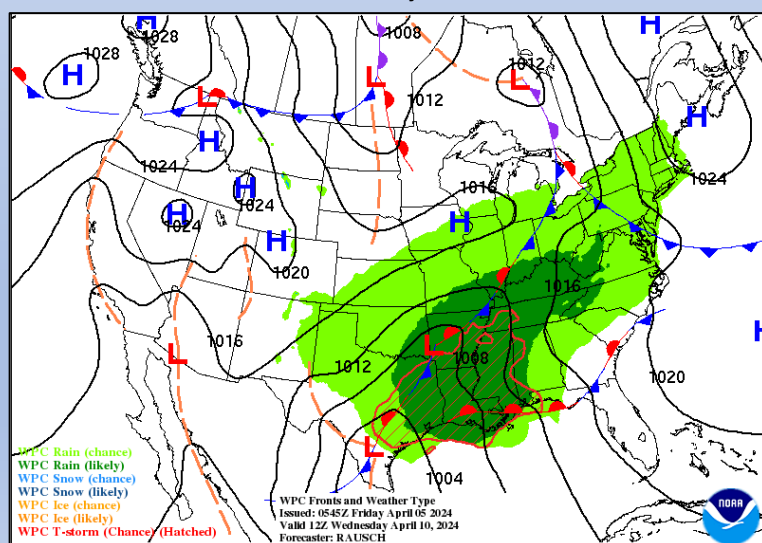 H
1028
1008
H
H
1028
L
L
1012
L
1012
H
H
1024
1024
H
1016
1024
H
1024
H
H
1020
1016
H
1016
L
L
1012
1008
1020
L
1004
WPC Rain (chance)
WPC Rain (likely)
WPC Snow (chance)
WPC Snow (likely)
WPC Ice (chance)
WPC Ice (likely)
WPC T-storm (Chance) (Hatched)
WPC Fronts and Weather Type
Issued: 0545Z Friday April 05 2024
Valid 12Z Wednesday April 10, 2024
Forecaster: RAUSCH
NOAA